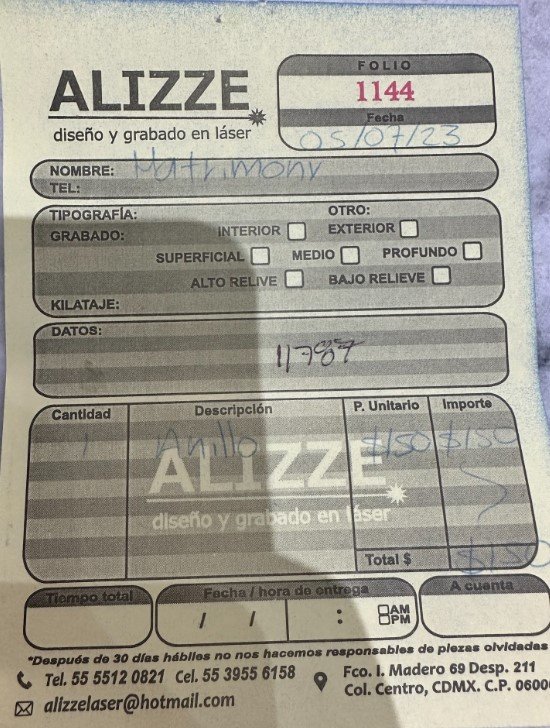 ALIZZE
diseño y grabado en láser
FOLIO
1144
Fecha
05/07/23
NOMBRE: Matrimony
TEL:
TIPOGRAFÍA: OTRO:
GRABADO: INTERIOR EXTERIOR
SUPERFICIAL MEDIO PROFUNDO
ALTO RELIVE BAJO RELIEVE
KILATAJE:
DATOS:
Cantidad Descripción P. Unitario Importe
1 Anillo $150 $150
ALIZZE
diseño y grabado en láser
Total $ $150
Tiempo total Fecha / hora de entrega A cuenta
/ / : AM
PM
*Después de 30 días hábiles no nos hacemos responsables de piezas olvidadas
Tel. 55 5512 0821 Cel. 55 3955 6158
alizzelaser@hotmail.com
Fco. I. Madero 69 Desp. 211
Col. Centro, CDMX. C.P. 0600